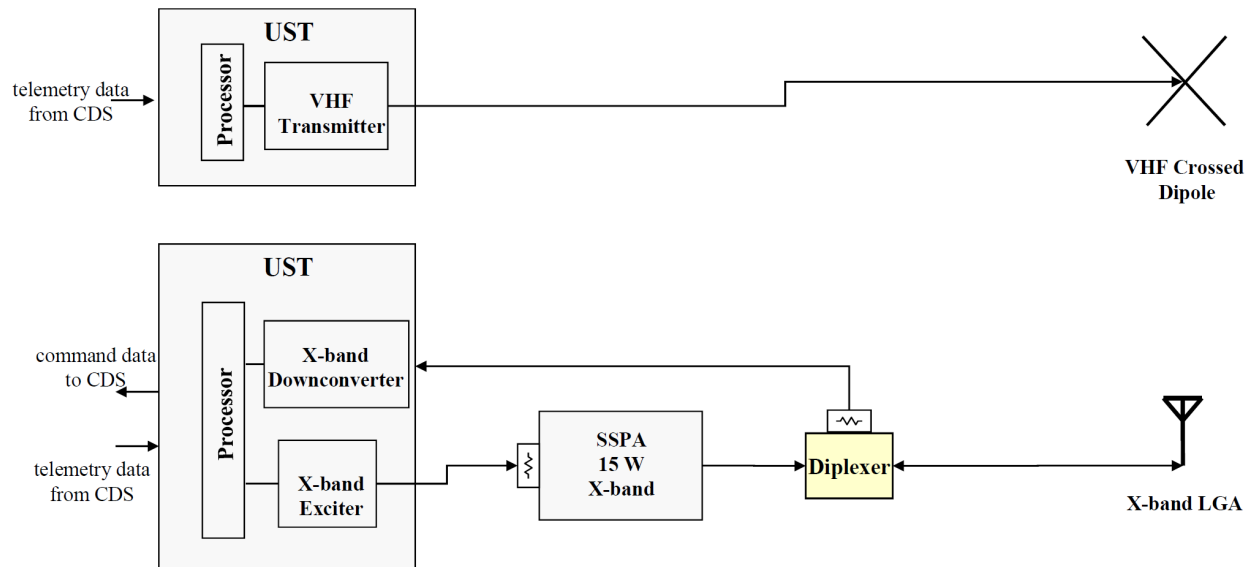 UST
telemetry data
from CDS
Processor
VHF
Transmitter
VHF Crossed
Dipole
UST
command data
to CDS
telemetry data
from CDS
Processor
X-band
Downconverter
X-band
Exciter
SSPA
15 W
X-band
Diplexer
X-band LGA